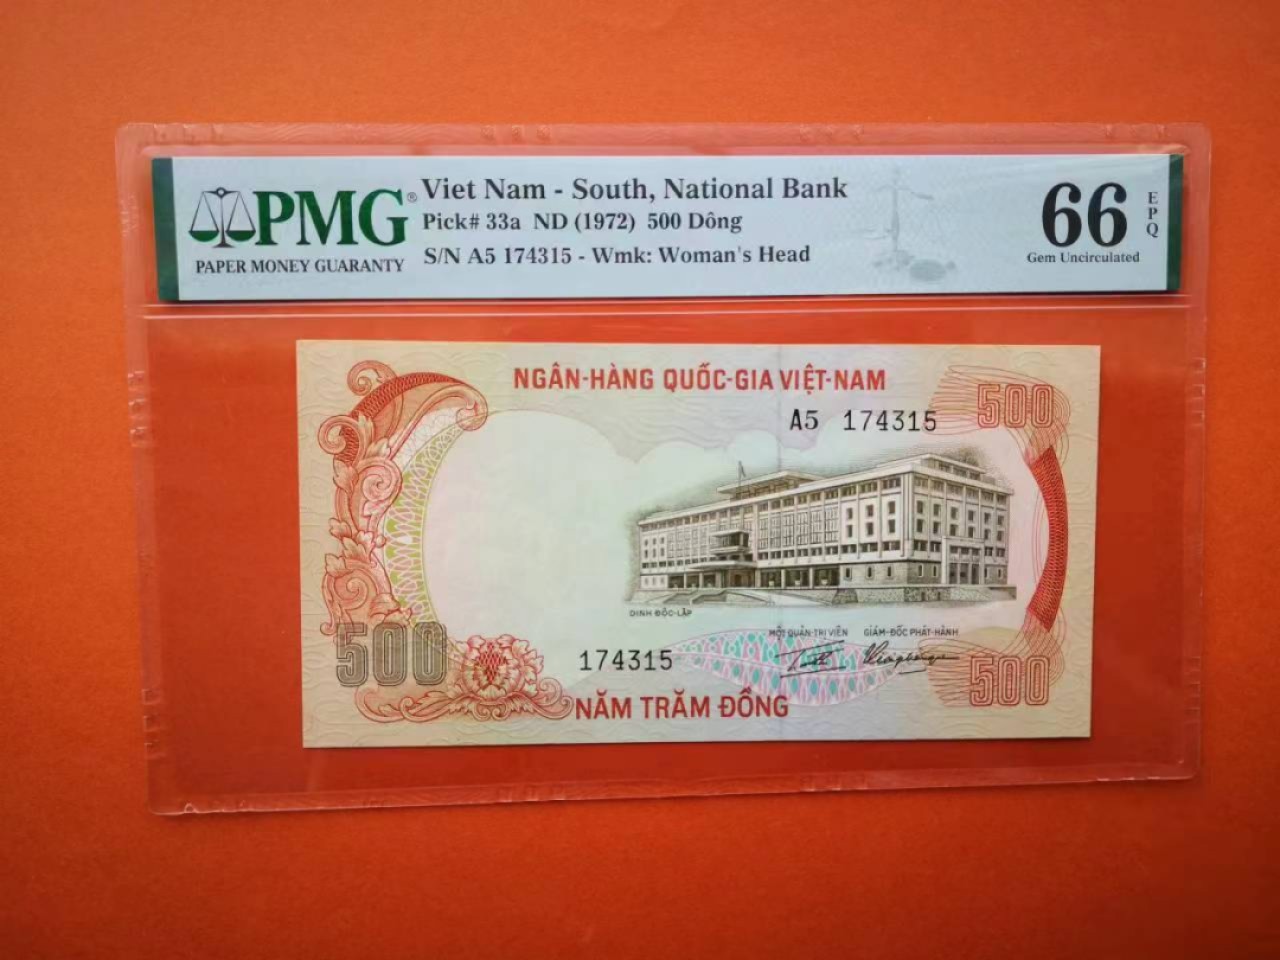 PMG®
PAPER MONEY GUARANTY
Viet Nam - South, National Bank
Pick# 33a ND (1972) 500 Dông
S/N A5 174315 - Wmk: Woman's Head
66
EPQ
Gem Uncirculated
NGÂN-HÀNG QUỐC-GIA VIỆT-NAM
A5 174315
500
DINH ĐỘC-LẬP
MỘT QUẢN-TRỊ VIÊN GIÁM-ĐỐC PHÁT-HÀNH
500
174315
500
NĂM TRĂM ĐỒNG